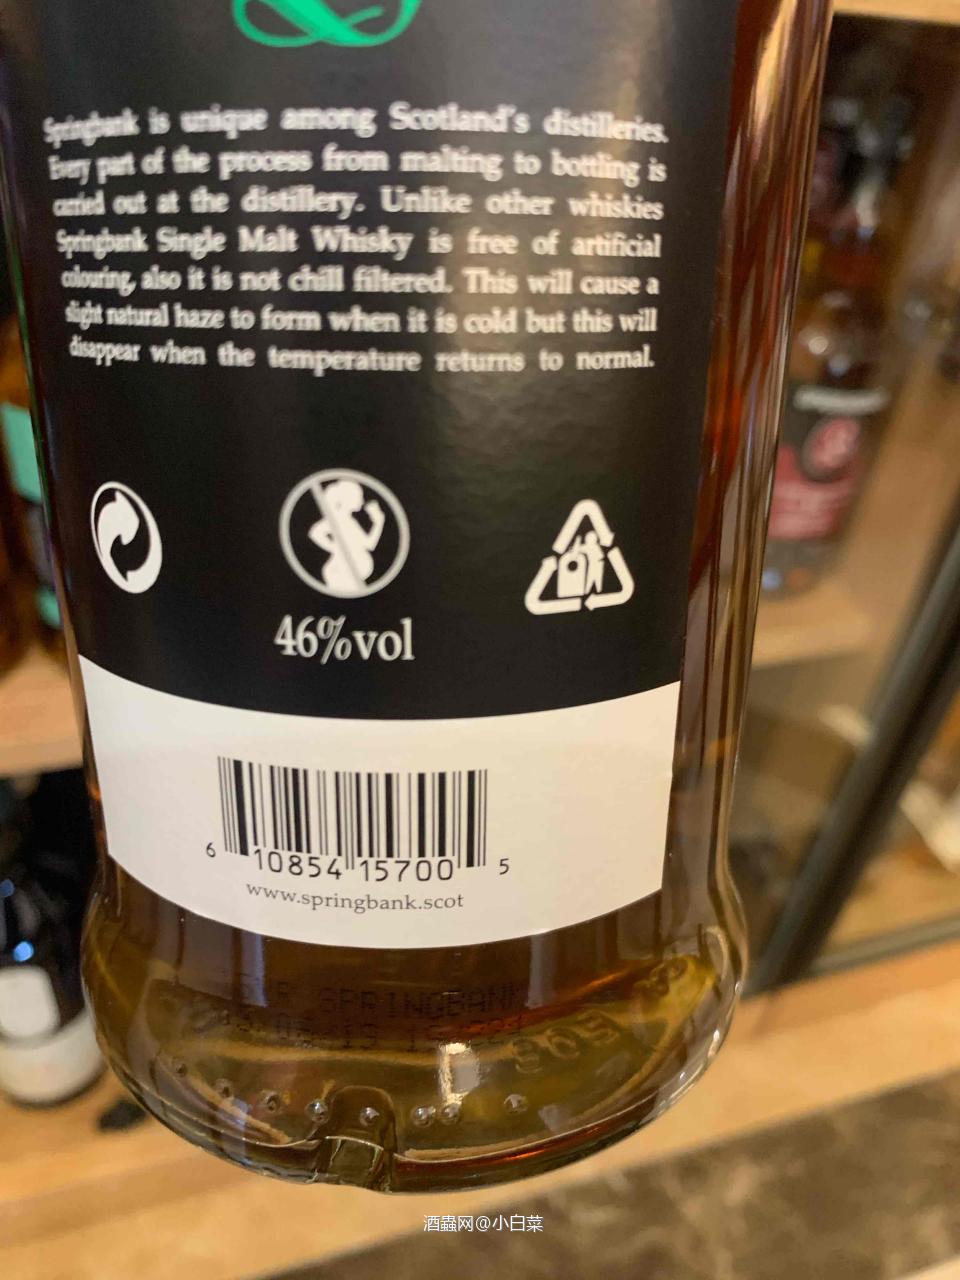 Springbank is unique among Scotland's distilleries.
Every part of the process from malting to bottling is
carried out at the distillery. Unlike other whiskies
Springbank Single Malt Whisky is free of artificial
colouring, also it is not chill filtered. This will cause a
slight natural haze to form when it is cold but this will
disappear when the temperature returns to normal.
46%vol
6 10854 15700 5
www.springbank.scot
SPRINGBANK
酒蟲网@小白菜